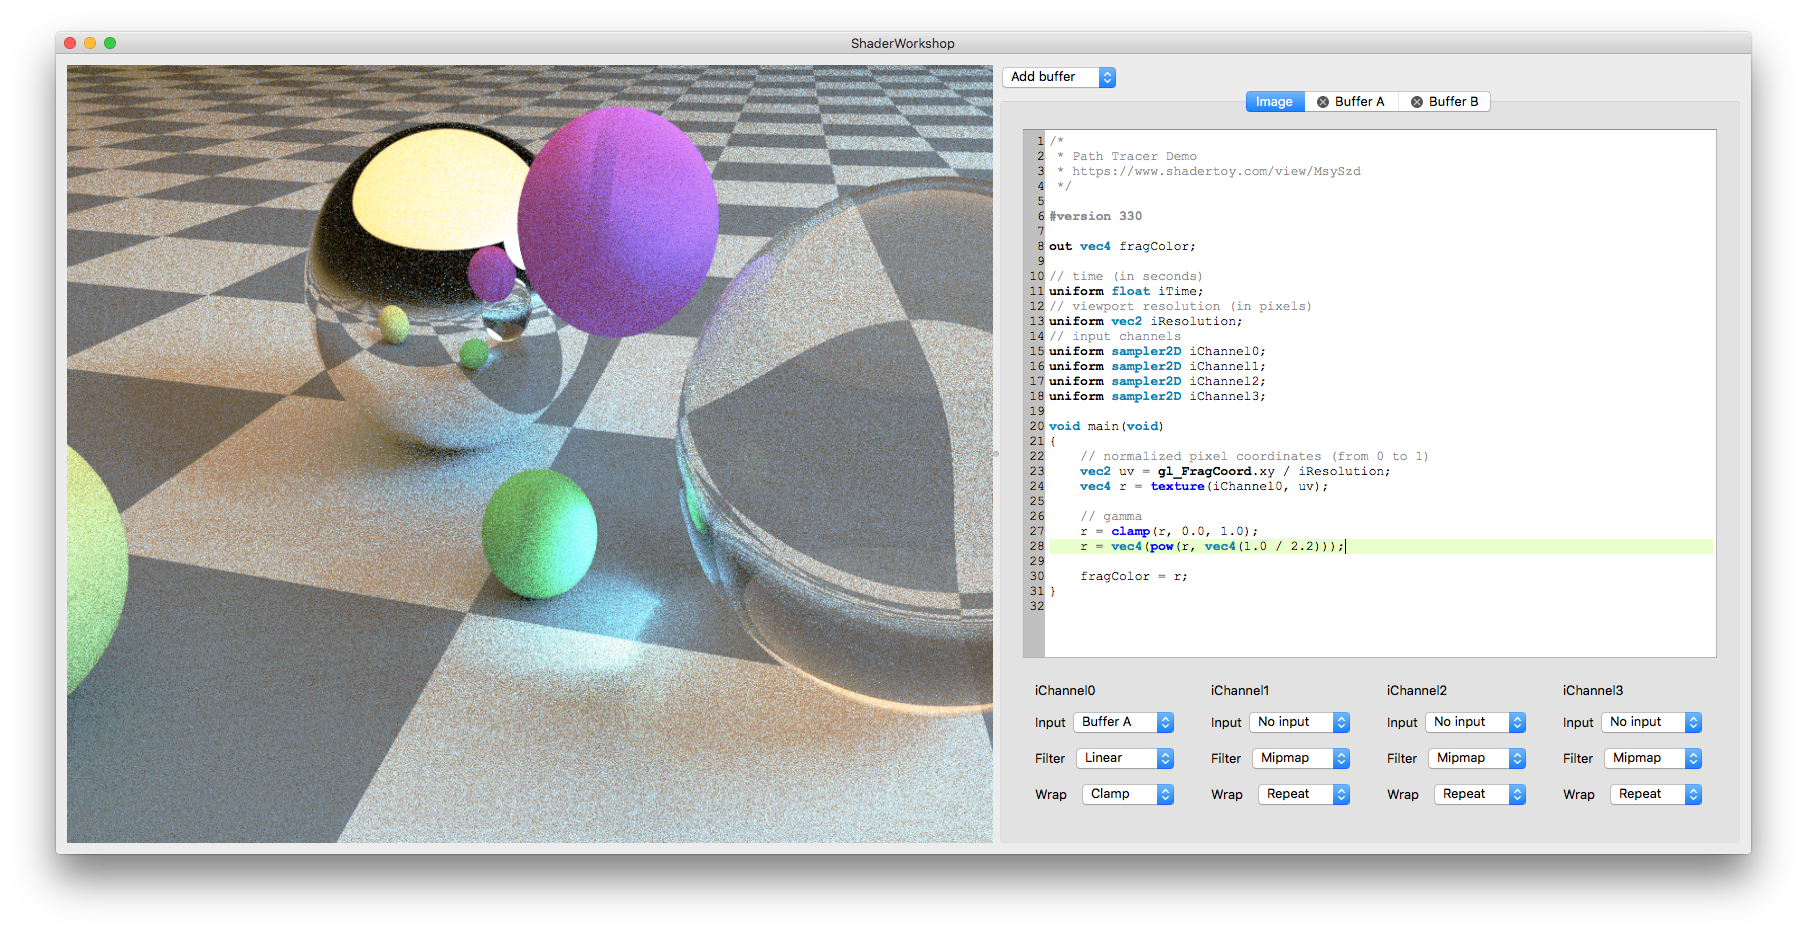 ShaderWorkshop
Add buffer
Image Buffer A Buffer B
1 /*
2  * Path Tracer Demo
3  * https://www.shadertoy.com/view/MsySzd
4  */
5
6 #version 330
7
8 out vec4 fragColor;
9
10 // time (in seconds)
11 uniform float iTime;
12 // viewport resolution (in pixels)
13 uniform vec2 iResolution;
14 // input channels
15 uniform sampler2D iChannel0;
16 uniform sampler2D iChannel1;
17 uniform sampler2D iChannel2;
18 uniform sampler2D iChannel3;
19
20 void main(void)
21 {
22     // normalized pixel coordinates (from 0 to 1)
23     vec2 uv = gl_FragCoord.xy / iResolution;
24     vec4 r = texture(iChannel0, uv);
25
26     // gamma
27     r = clamp(r, 0.0, 1.0);
28     r = vec4(pow(r, vec4(1.0 / 2.2)));
29
30     fragColor = r;
31 }
32
iChannel0 iChannel1 iChannel2 iChannel3
Input Buffer A Input No input Input No input Input No input
Filter Linear Filter Mipmap Filter Mipmap Filter Mipmap
Wrap Clamp Wrap Repeat Wrap Repeat Wrap Repeat